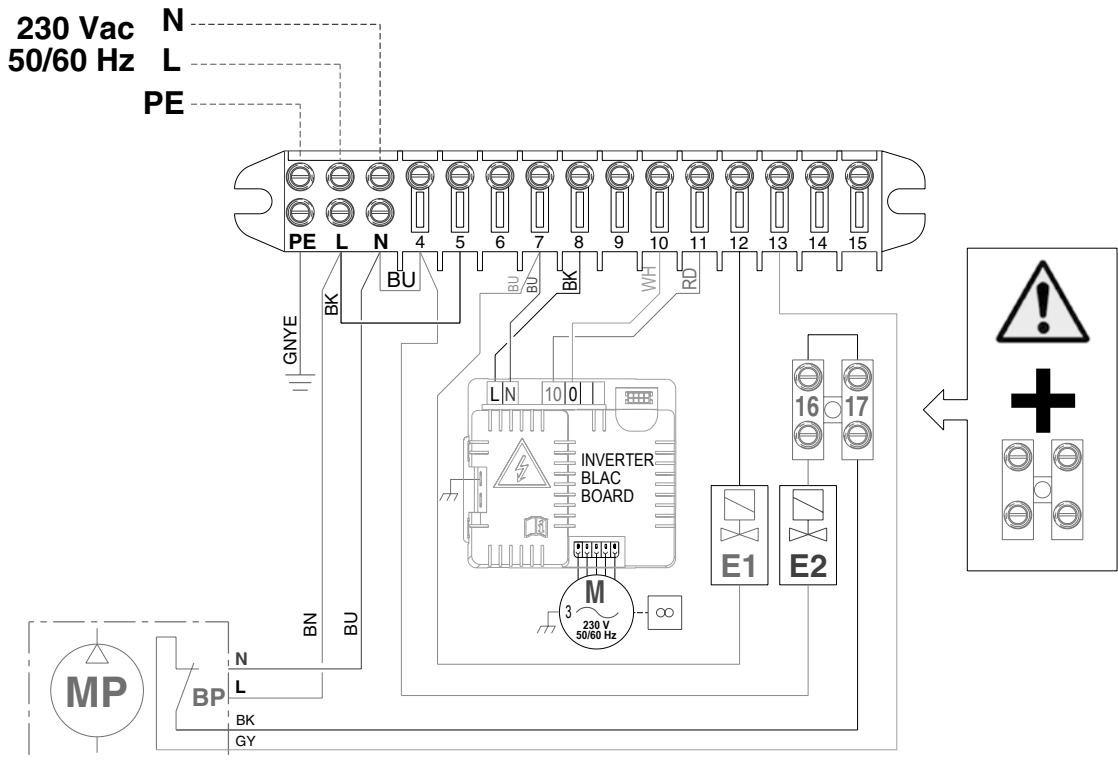 230 Vac N
50/60 Hz L
PE
PE L N 4 5 6 7 8 9 10 11 12 13 14 15
BU
BU
BU
BK
WH
RD
BK
GNYE
L N 10 0
16 17
INVERTER
BLAC
BOARD
E1 E2
M
3
230 V
50/60 Hz
BN
BU
MP
BP
N
L
BK
GY